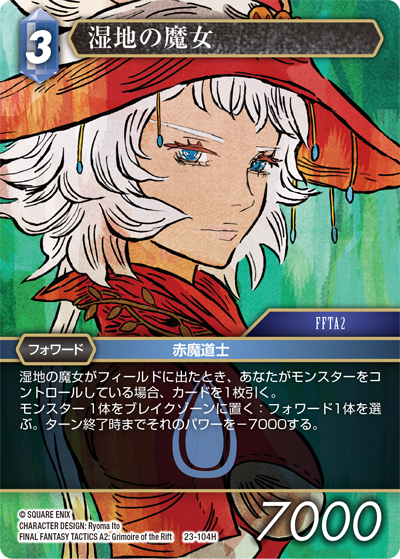 3
湿地の魔女
FFTA2
フォワード
赤魔道士
湿地の魔女がフィールドに出たとき、あなたがモンスターをコ
ントロールしている場合、カードを1枚引く。
モンスター1体をブレイクゾーンに置く：フォワード1体を選
ぶ。ターン終了時までそれのパワーを－7000する。
© SQUARE ENIX
CHARACTER DESIGN: Ryoma Ito
FINAL FANTASY TACTICS A2: Grimoire of the Rift
23-104H
7000